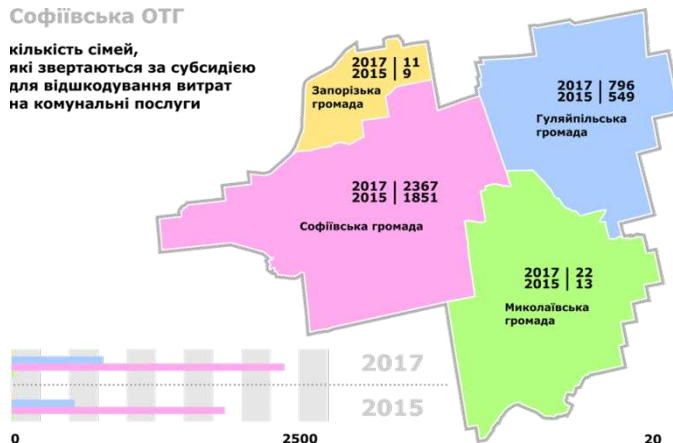 Софіївська ОТГ
кількість сімей,
які звертаються за субсидією
для відшкодування витрат
на комунальні послуги
2017 | 11
2015 | 9
Запорізька
громада
2017 | 796
2015 | 549
Гуляйпільська
громада
2017 | 2367
2015 | 1851
Софіївська громада
2017 | 22
2015 | 13
Миколаївська
громада
2017
2015
0
2500
20